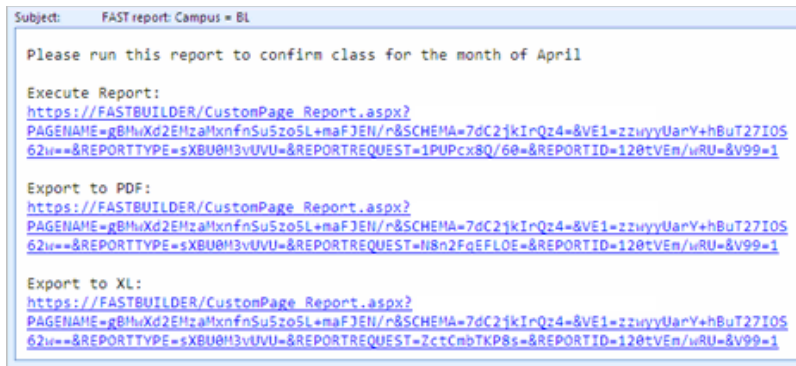 Subject: FAST report: Campus = BL
Please run this report to confirm class for the month of April
Execute Report:
https://FASTBUILDER/CustomPage_Report.aspx?
PAGENAME=gBMwXd2EMzaMxnfnSu5zo5L+maFJEN/r&SCHEMA=7dC2jkIrQz4=&VE1=zzwyyUarY+hBuT27IOS
62w==&REPORTTYPE=sXBU0M3vUVU=&REPORTREQUEST=1PUPcx8Q/60=&REPORTID=120tVEm/wRU=&V99=1
Export to PDF:
https://FASTBUILDER/CustomPage_Report.aspx?
PAGENAME=gBMwXd2EMzaMxnfnSu5zo5L+maFJEN/r&SCHEMA=7dC2jkIrQz4=&VE1=zzwyyUarY+hBuT27IOS
62w==&REPORTTYPE=sXBU0M3vUVU=&REPORTREQUEST=N8n2FqEFLOE=&REPORTID=120tVEm/wRU=&V99=1
Export to XL:
https://FASTBUILDER/CustomPage_Report.aspx?
PAGENAME=gBMwXd2EMzaMxnfnSu5zo5L+maFJEN/r&SCHEMA=7dC2jkIrQz4=&VE1=zzwyyUarY+hBuT27IOS
62w==&REPORTTYPE=sXBU0M3vUVU=&REPORTREQUEST=ZctCmbTKP8s=&REPORTID=120tVEm/wRU=&V99=1